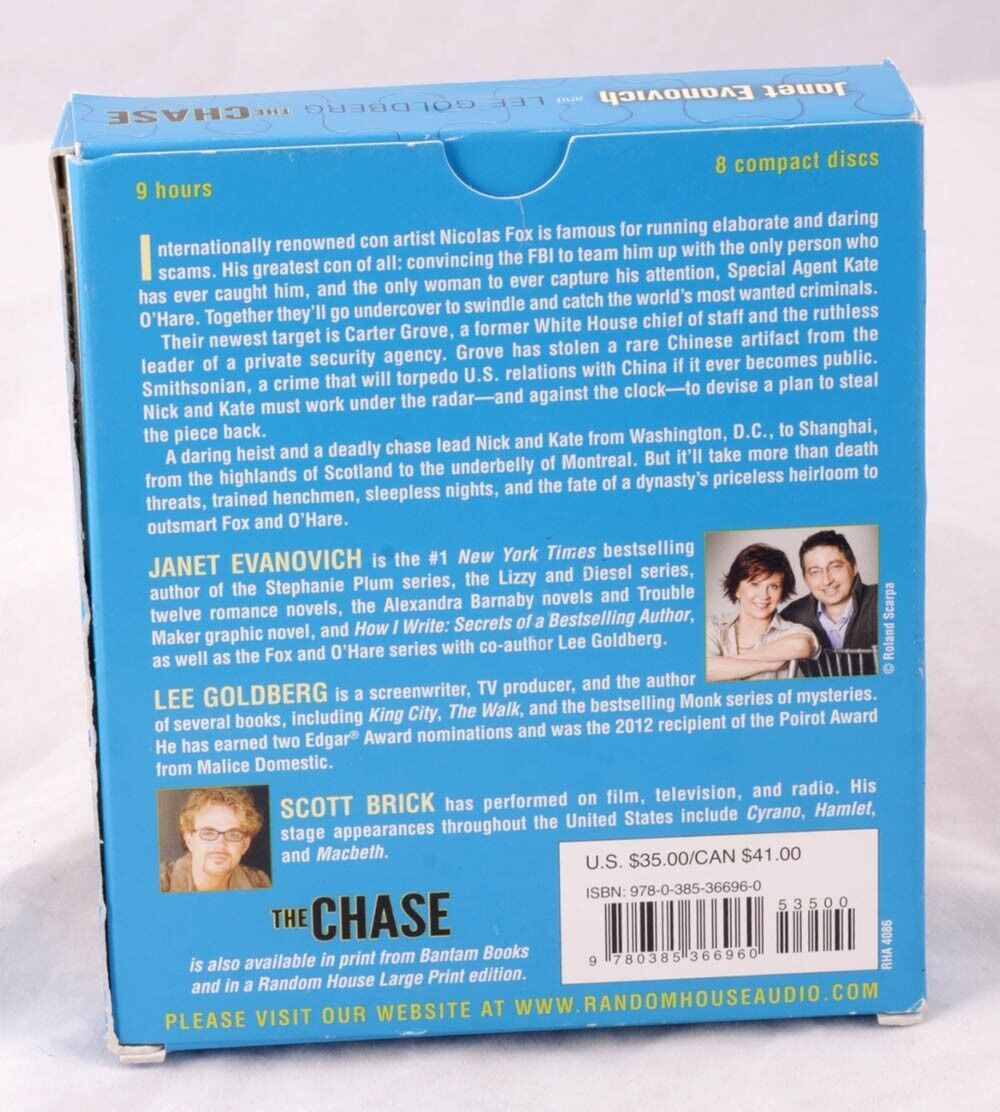 Janet Evanovich and LEE GOLDBERG THE CHASE
9 hours
8 compact discs
Internationally renowned con artist Nicolas Fox is famous for running elaborate and daring
scams. His greatest con of all: convincing the FBI to team him up with the only person who
has ever caught him, and the only woman to ever capture his attention, Special Agent Kate
O'Hare. Together they'll go undercover to swindle and catch the world's most wanted criminals.
Their newest target is Carter Grove, a former White House chief of staff and the ruthless
leader of a private security agency. Grove has stolen a rare Chinese artifact from the
Smithsonian, a crime that will torpedo U.S. relations with China if it ever becomes public.
Nick and Kate must work under the radar—and against the clock—to devise a plan to steal
the piece back.
A daring heist and a deadly chase lead Nick and Kate from Washington, D.C., to Shanghai,
from the highlands of Scotland to the underbelly of Montreal. But it'll take more than death
threats, trained henchmen, sleepless nights, and the fate of a dynasty's priceless heirloom to
outsmart Fox and O'Hare.
JANET EVANOVICH is the #1 New York Times bestselling
author of the Stephanie Plum series, the Lizzy and Diesel series,
twelve romance novels, the Alexandra Barnaby novels and Trouble
Maker graphic novel, and How I Write: Secrets of a Bestselling Author,
as well as the Fox and O'Hare series with co-author Lee Goldberg.
© Roland Scarpa
LEE GOLDBERG is a screenwriter, TV producer, and the author
of several books, including King City, The Walk, and the bestselling Monk series of mysteries.
He has earned two Edgar® Award nominations and was the 2012 recipient of the Poirot Award
from Malice Domestic.
SCOTT BRICK has performed on film, television, and radio. His
stage appearances throughout the United States include Cyrano, Hamlet,
and Macbeth.
THE CHASE
is also available in print from Bantam Books
and in a Random House Large Print edition.
U.S. $35.00/CAN $41.00
ISBN: 978-0-385-36696-0
53500
9 780385 366960
RHA 4086
PLEASE VISIT OUR WEBSITE AT WWW.RANDOMHOUSEAUDIO.COM